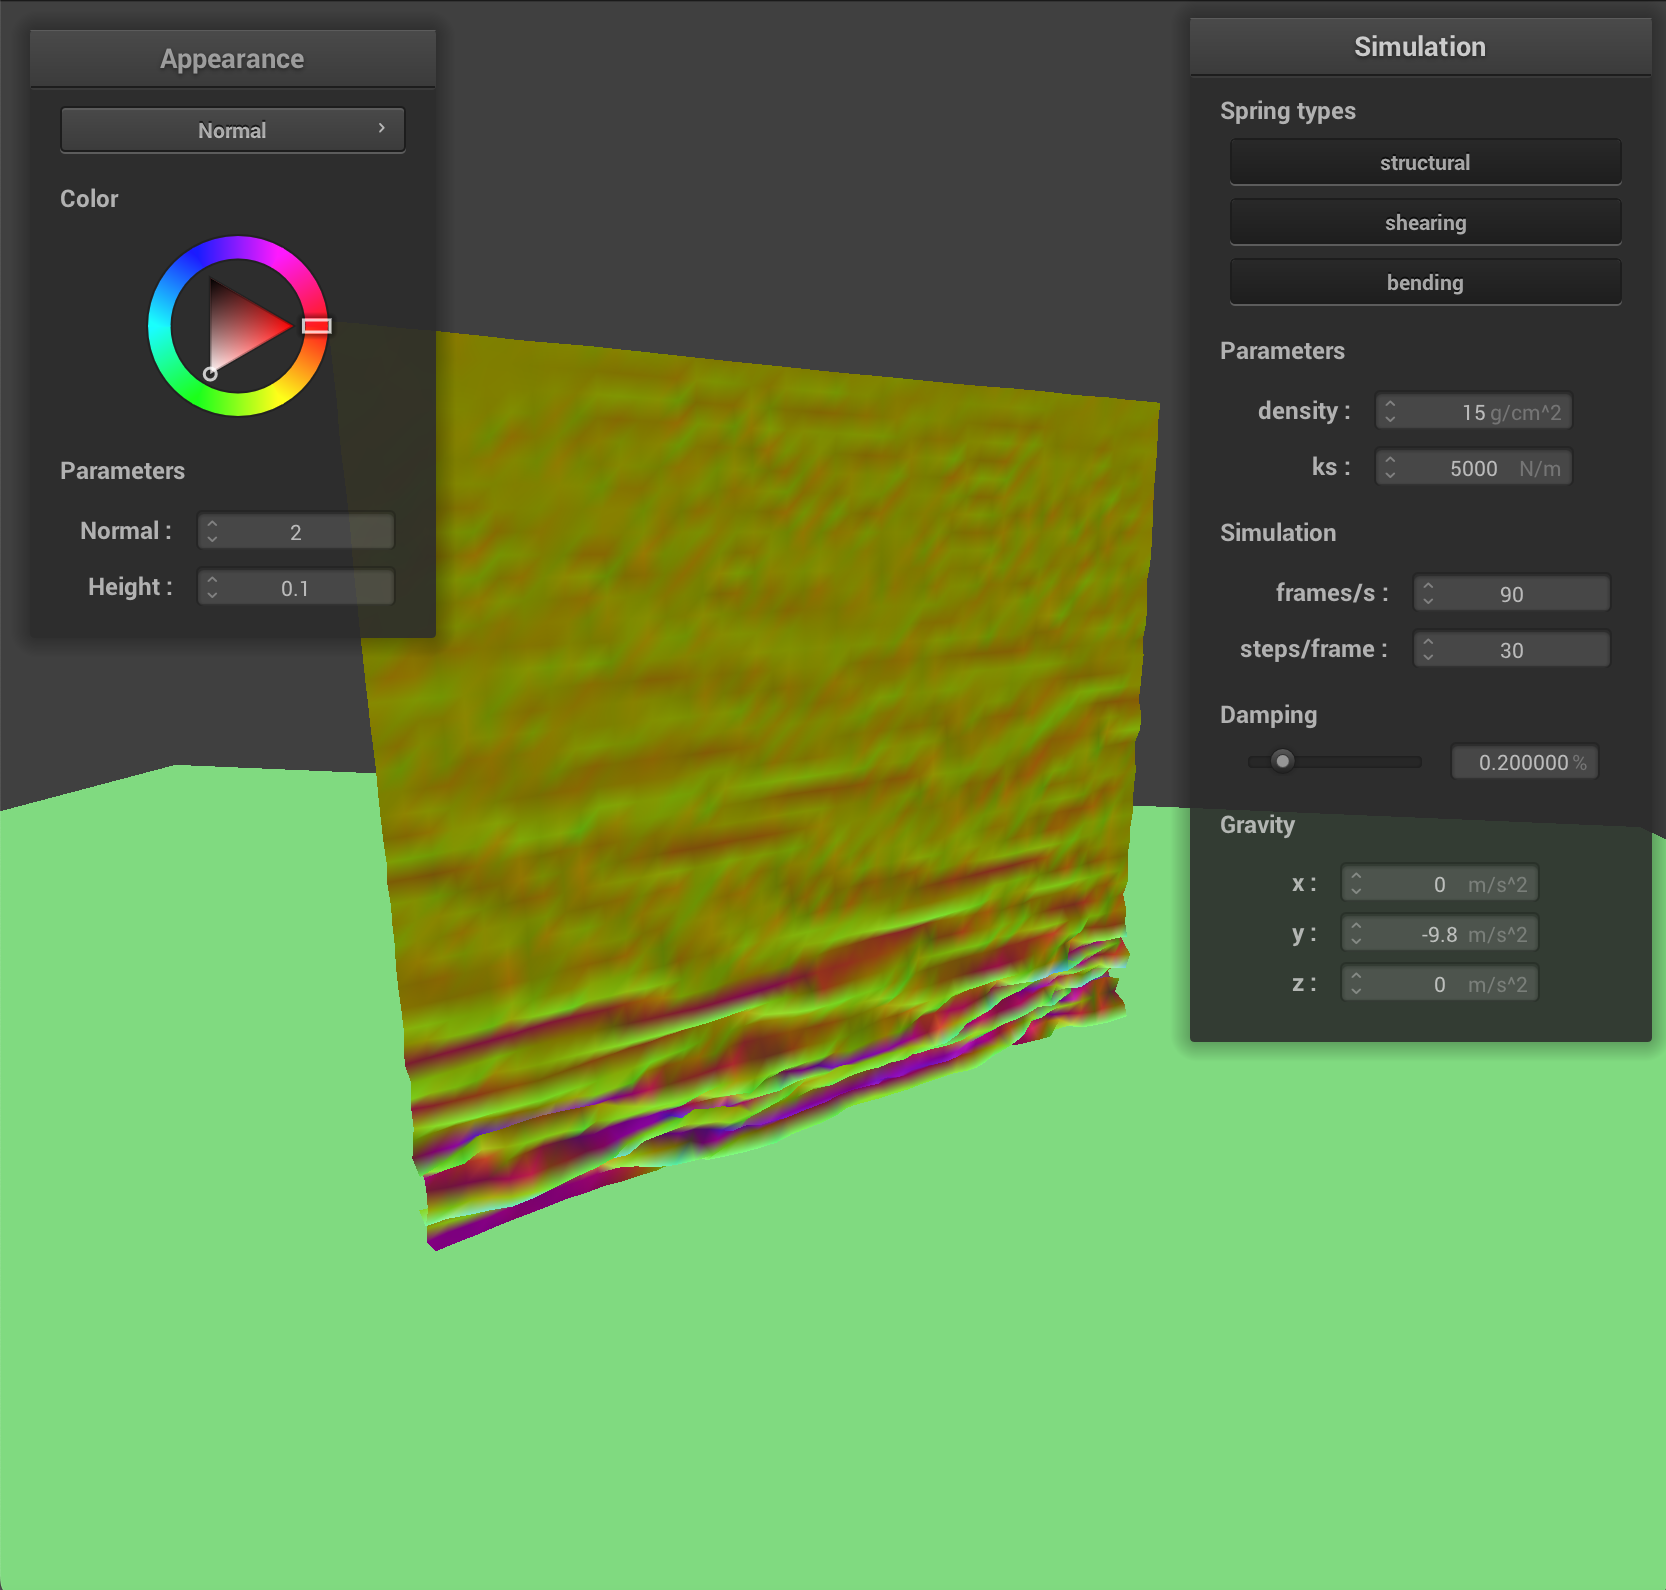 Appearance
Normal
Color
Parameters
Normal : 2
Height : 0.1
Simulation
Spring types
structural
shearing
bending
Parameters
density : 15 g/cm^2
ks : 5000 N/m
Simulation
frames/s : 90
steps/frame : 30
Damping
0.200000 %
Gravity
x : 0 m/s^2
y : -9.8 m/s^2
z : 0 m/s^2